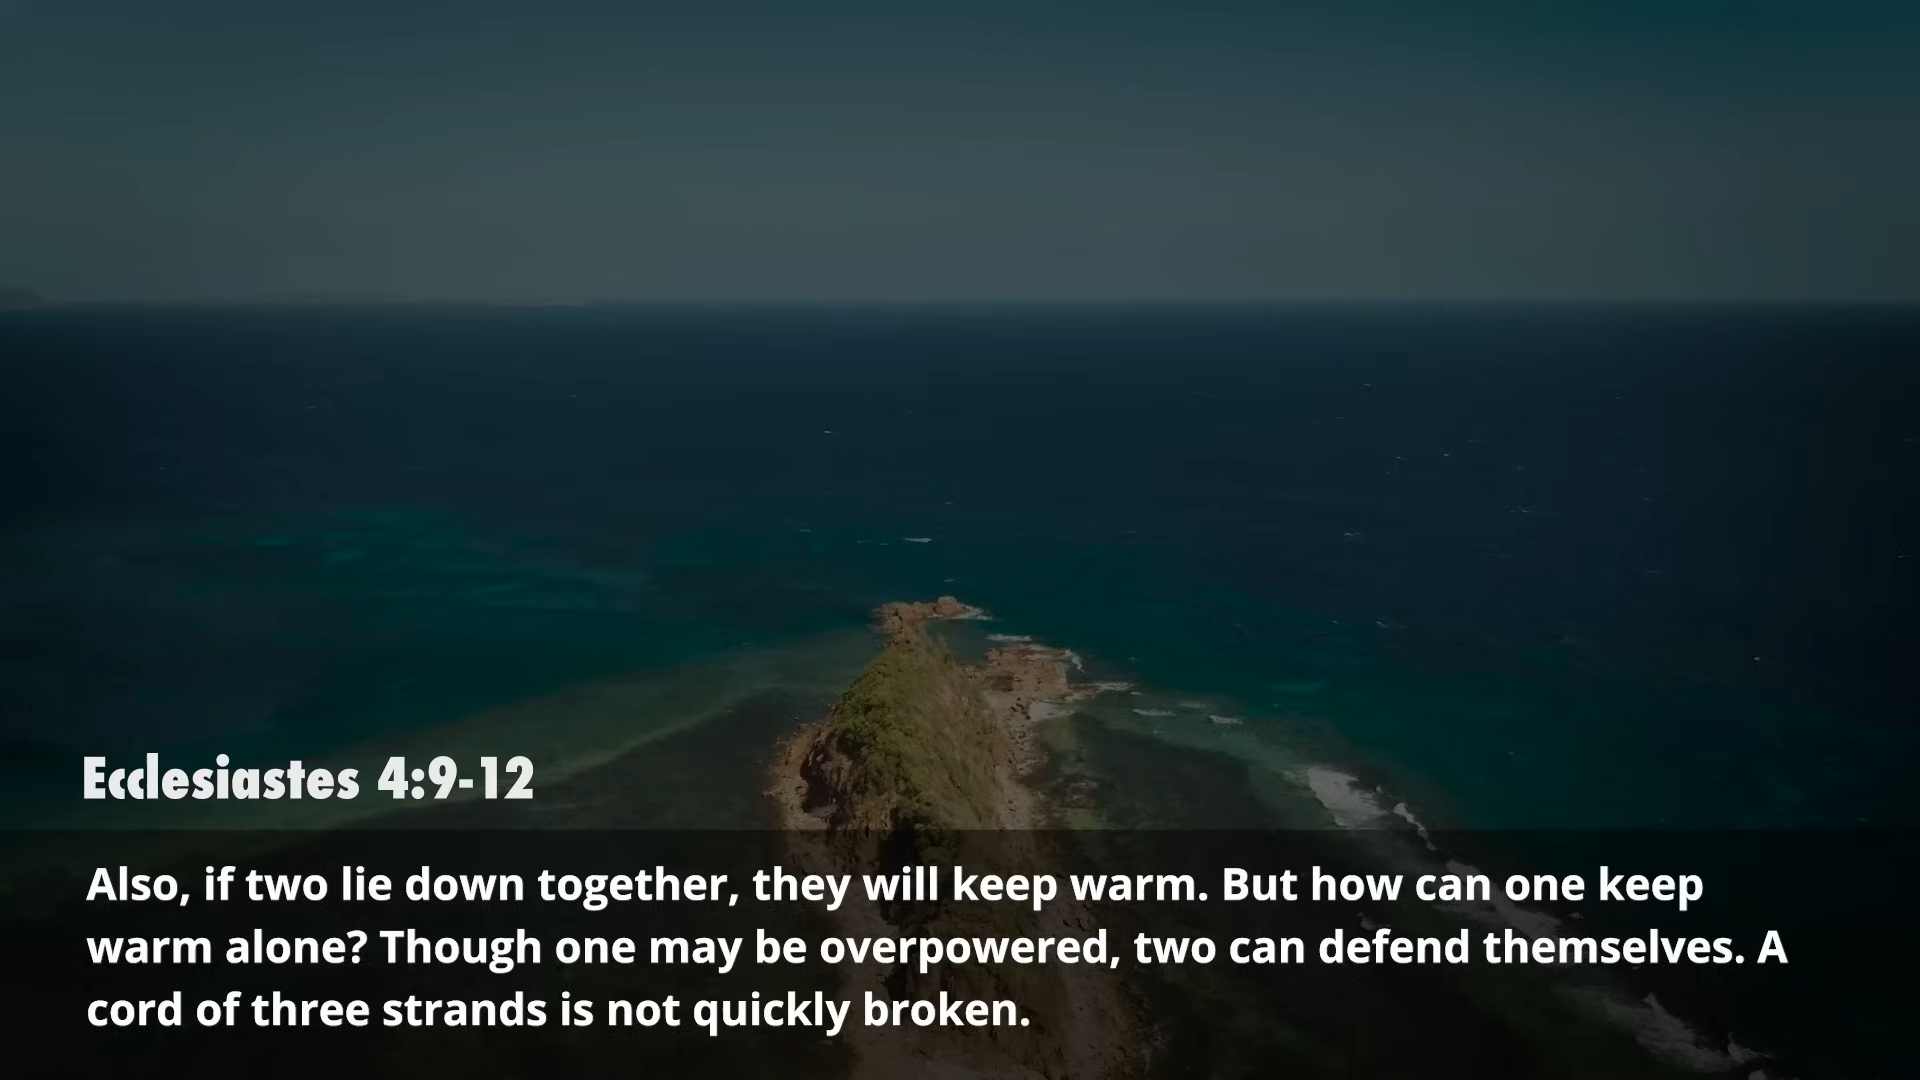 Ecclesiastes 4:9-12
Also, if two lie down together, they will keep warm. But how can one keep
warm alone? Though one may be overpowered, two can defend themselves. A
cord of three strands is not quickly broken.